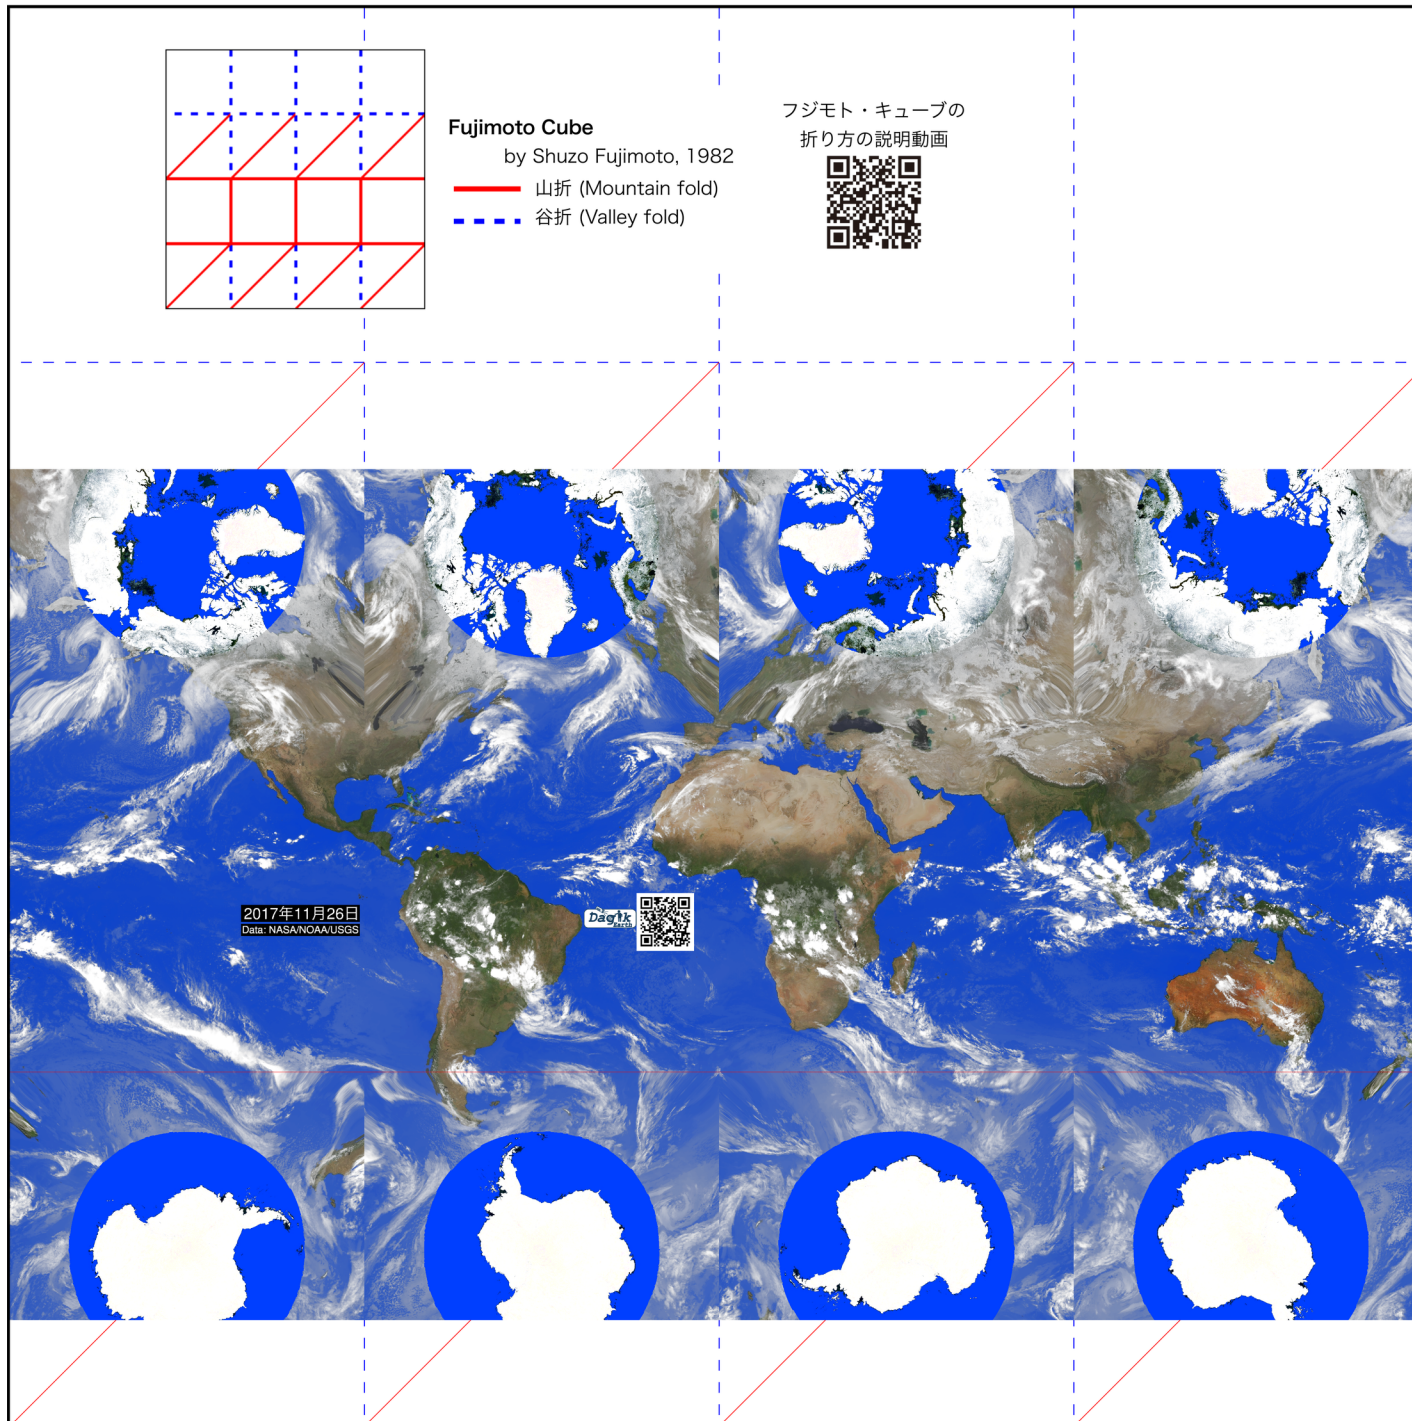 Fujimoto Cube
by Shuzo Fujimoto, 1982
山折 (Mountain fold)
谷折 (Valley fold)
フジモト・キューブの
折り方の説明動画
2017年11月26日
Data: NASA/NOAA/USGS
Dagik
Earth